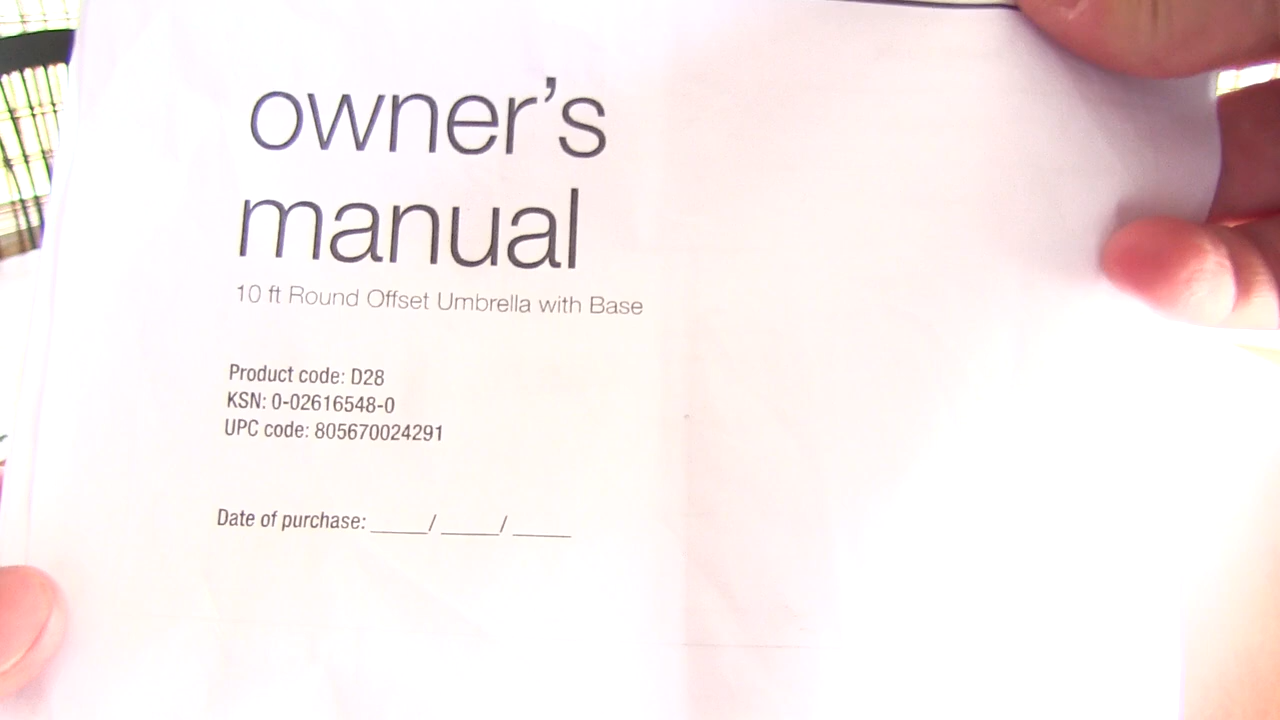 owner's
manual
10 ft Round Offset Umbrella with Base
Product code: D28
KSN: 0-02616548-0
UPC code: 805670024291
Date of purchase: _____/ _____/ _____